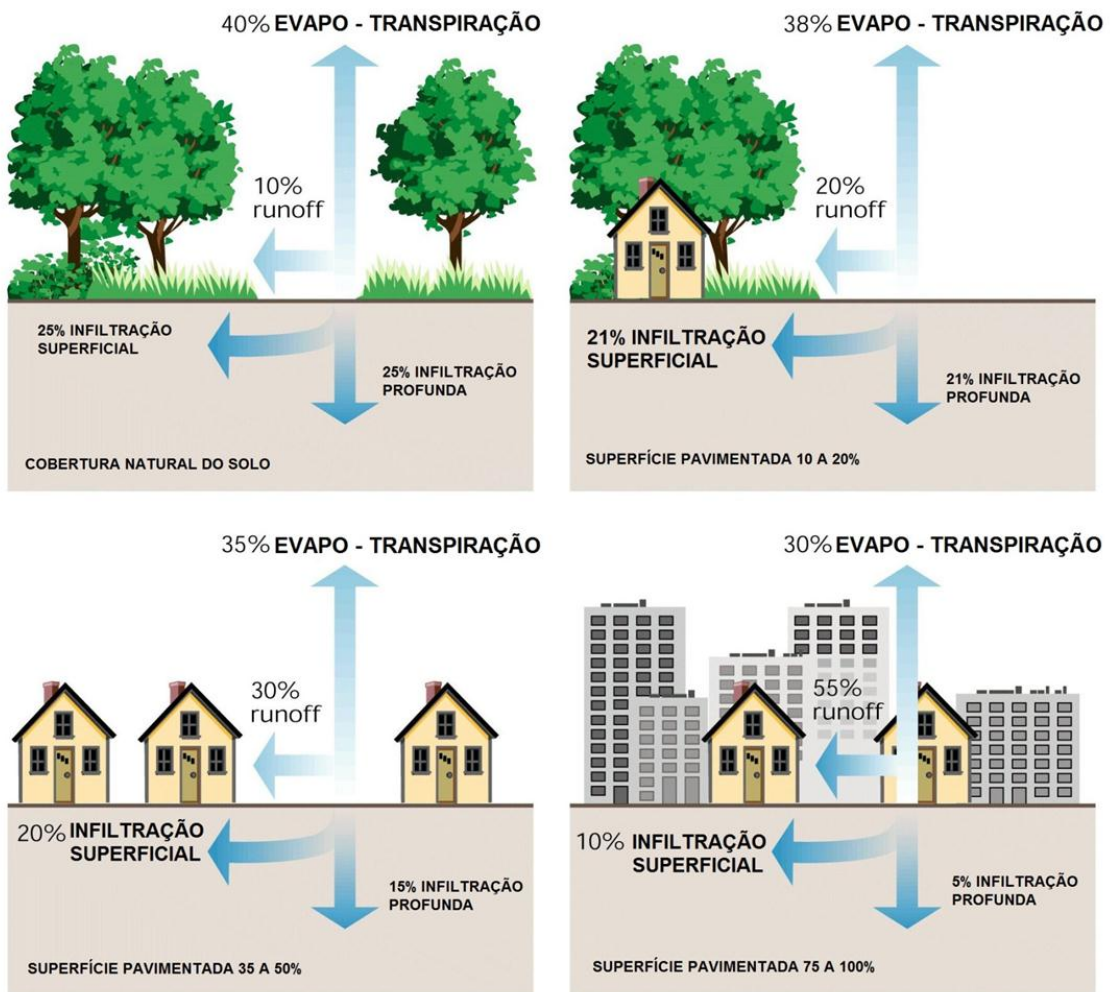 40% EVAPO - TRANSPIRAÇÃO
10%
runoff
25% INFILTRAÇÃO
SUPERFICIAL
25% INFILTRAÇÃO
PROFUNDA
COBERTURA NATURAL DO SOLO
38% EVAPO - TRANSPIRAÇÃO
20%
runoff
21% INFILTRAÇÃO
SUPERFICIAL
21% INFILTRAÇÃO
PROFUNDA
SUPERFÍCIE PAVIMENTADA 10 A 20%
35% EVAPO - TRANSPIRAÇÃO
30%
runoff
20% INFILTRAÇÃO
SUPERFICIAL
15% INFILTRAÇÃO
PROFUNDA
SUPERFÍCIE PAVIMENTADA 35 A 50%
30% EVAPO - TRANSPIRAÇÃO
55%
runoff
10% INFILTRAÇÃO
SUPERFICIAL
5% INFILTRAÇÃO
PROFUNDA
SUPERFÍCIE PAVIMENTADA 75 A 100%